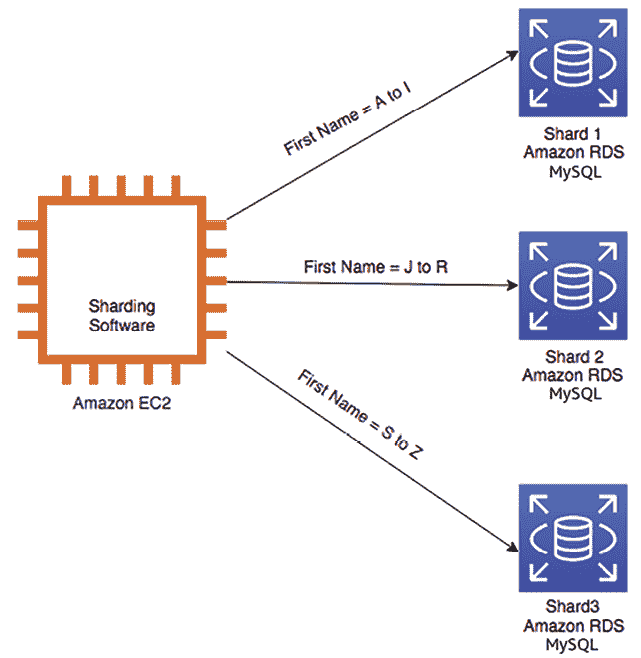 First Name = A to I
Shard 1
Amazon RDS
MySQL
Sharding
Software
Amazon EC2
First Name = J to R
Shard 2
Amazon RDS
MySQL
First Name = S to Z
Shard3
Amazon RDS
MySQL